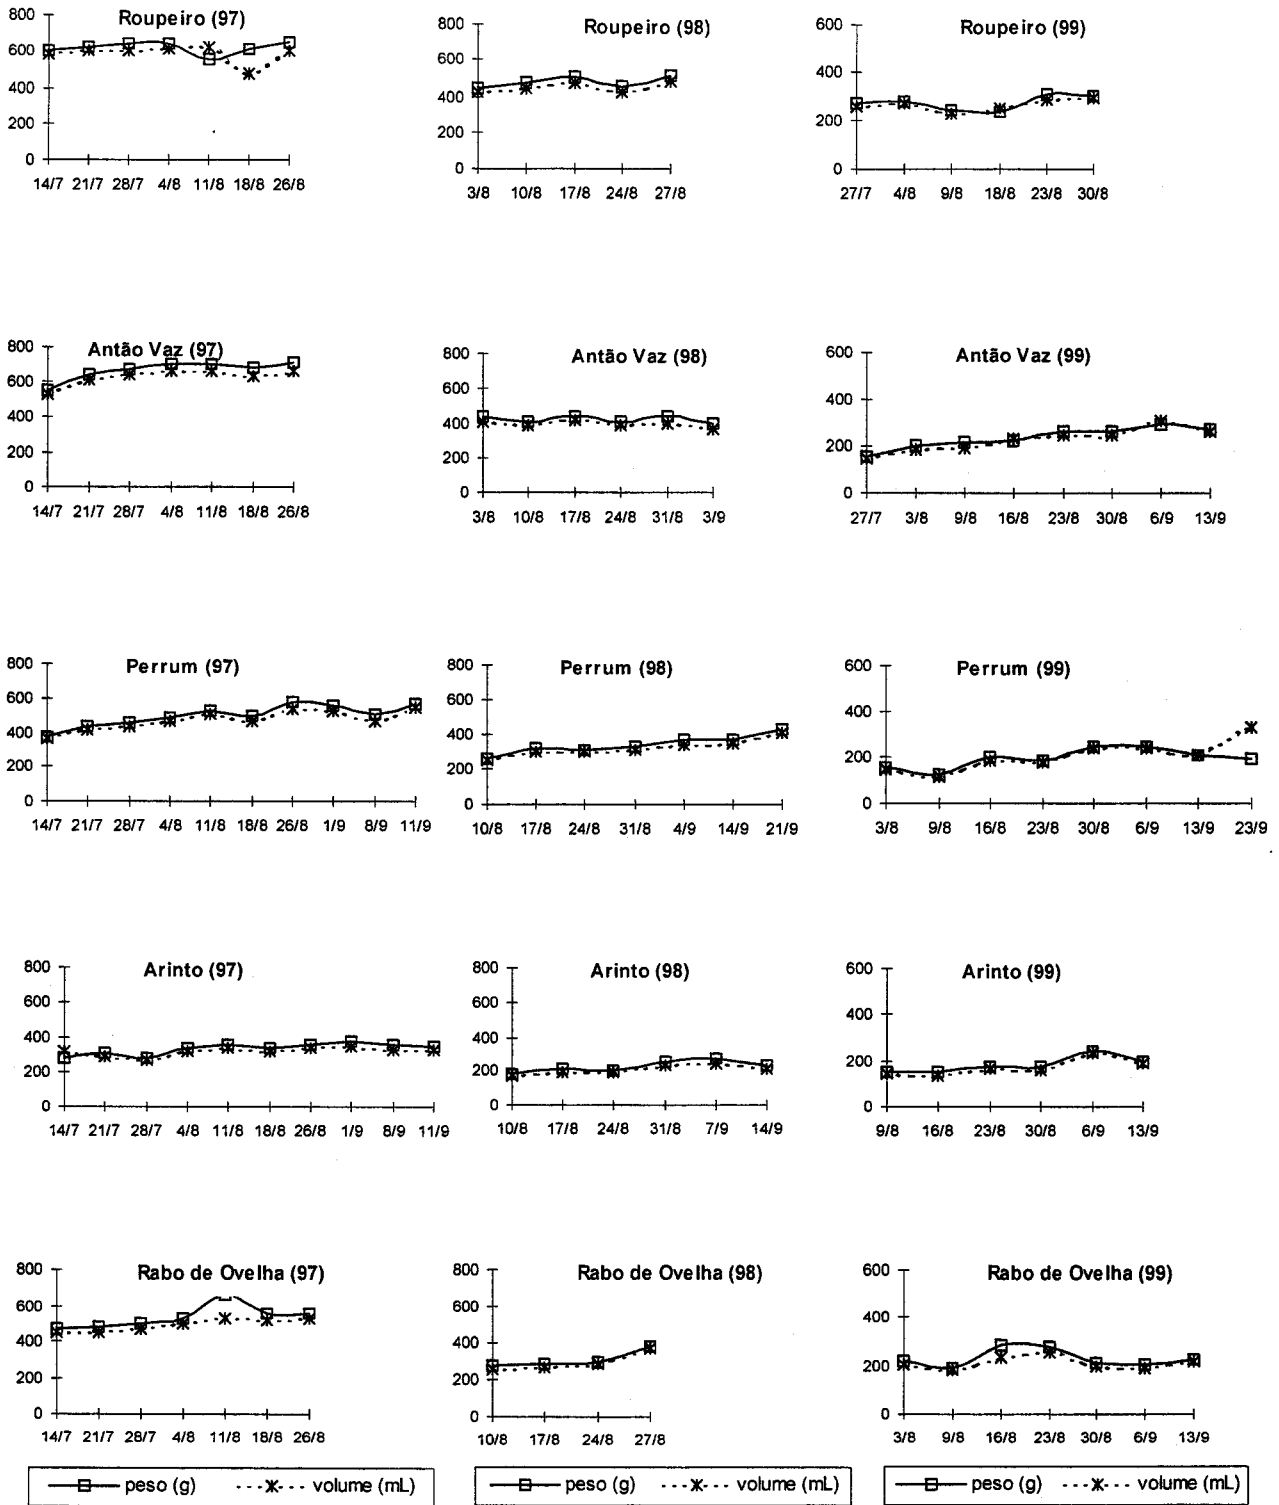 Roupeiro (97)
800
600
400
200
0
14/7 21/7 28/7 4/8 11/8 18/8 26/8
Roupeiro (98)
800
600
400
200
0
3/8 10/8 17/8 24/8 27/8
Roupeiro (99)
600
400
200
0
27/7 4/8 9/8 18/8 23/8 30/8
Antão Vaz (97)
800
600
400
200
0
14/7 21/7 28/7 4/8 11/8 18/8 26/8
Antão Vaz (98)
800
600
400
200
0
3/8 10/8 17/8 24/8 31/8 3/9
Antão Vaz (99)
600
400
200
0
27/7 3/8 9/8 16/8 23/8 30/8 6/9 13/9
Perrum (97)
800
600
400
200
0
14/7 21/7 28/7 4/8 11/8 18/8 26/8 1/9 8/9 11/9
Perrum (98)
800
600
400
200
0
10/8 17/8 24/8 31/8 4/9 14/9 21/9
Perrum (99)
600
400
200
0
3/8 9/8 16/8 23/8 30/8 6/9 13/9 23/9
Arinto (97)
800
600
400
200
0
14/7 21/7 28/7 4/8 11/8 18/8 26/8 1/9 8/9 11/9
Arinto (98)
800
600
400
200
0
10/8 17/8 24/8 31/8 7/9 14/9
Arinto (99)
600
400
200
0
9/8 16/8 23/8 30/8 6/9 13/9
Rabo de Ovelha (97)
800
600
400
200
0
14/7 21/7 28/7 4/8 11/8 18/8 26/8
Rabo de Ovelha (98)
800
600
400
200
0
10/8 17/8 24/8 27/8
Rabo de Ovelha (99)
600
400
200
0
3/8 9/8 16/8 23/8 30/8 6/9 13/9
peso (g) volume (mL)
peso (g) volume (mL)
peso (g) volume (mL)